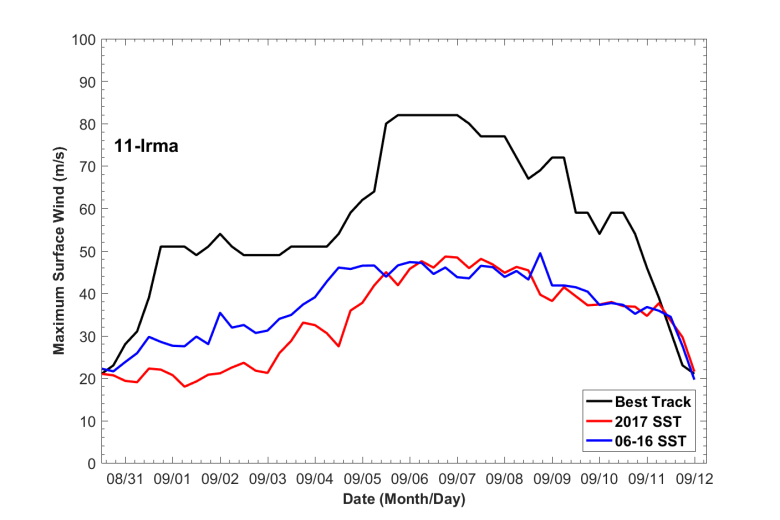 100
90
80
70
60
50
40
30
20
10
0
Maximum Surface Wind (m/s)
11-Irma
Best Track
2017 SST
06-16 SST
08/31 09/01 09/02 09/03 09/04 09/05 09/06 09/07 09/08 09/09 09/10 09/11 09/12
Date (Month/Day)